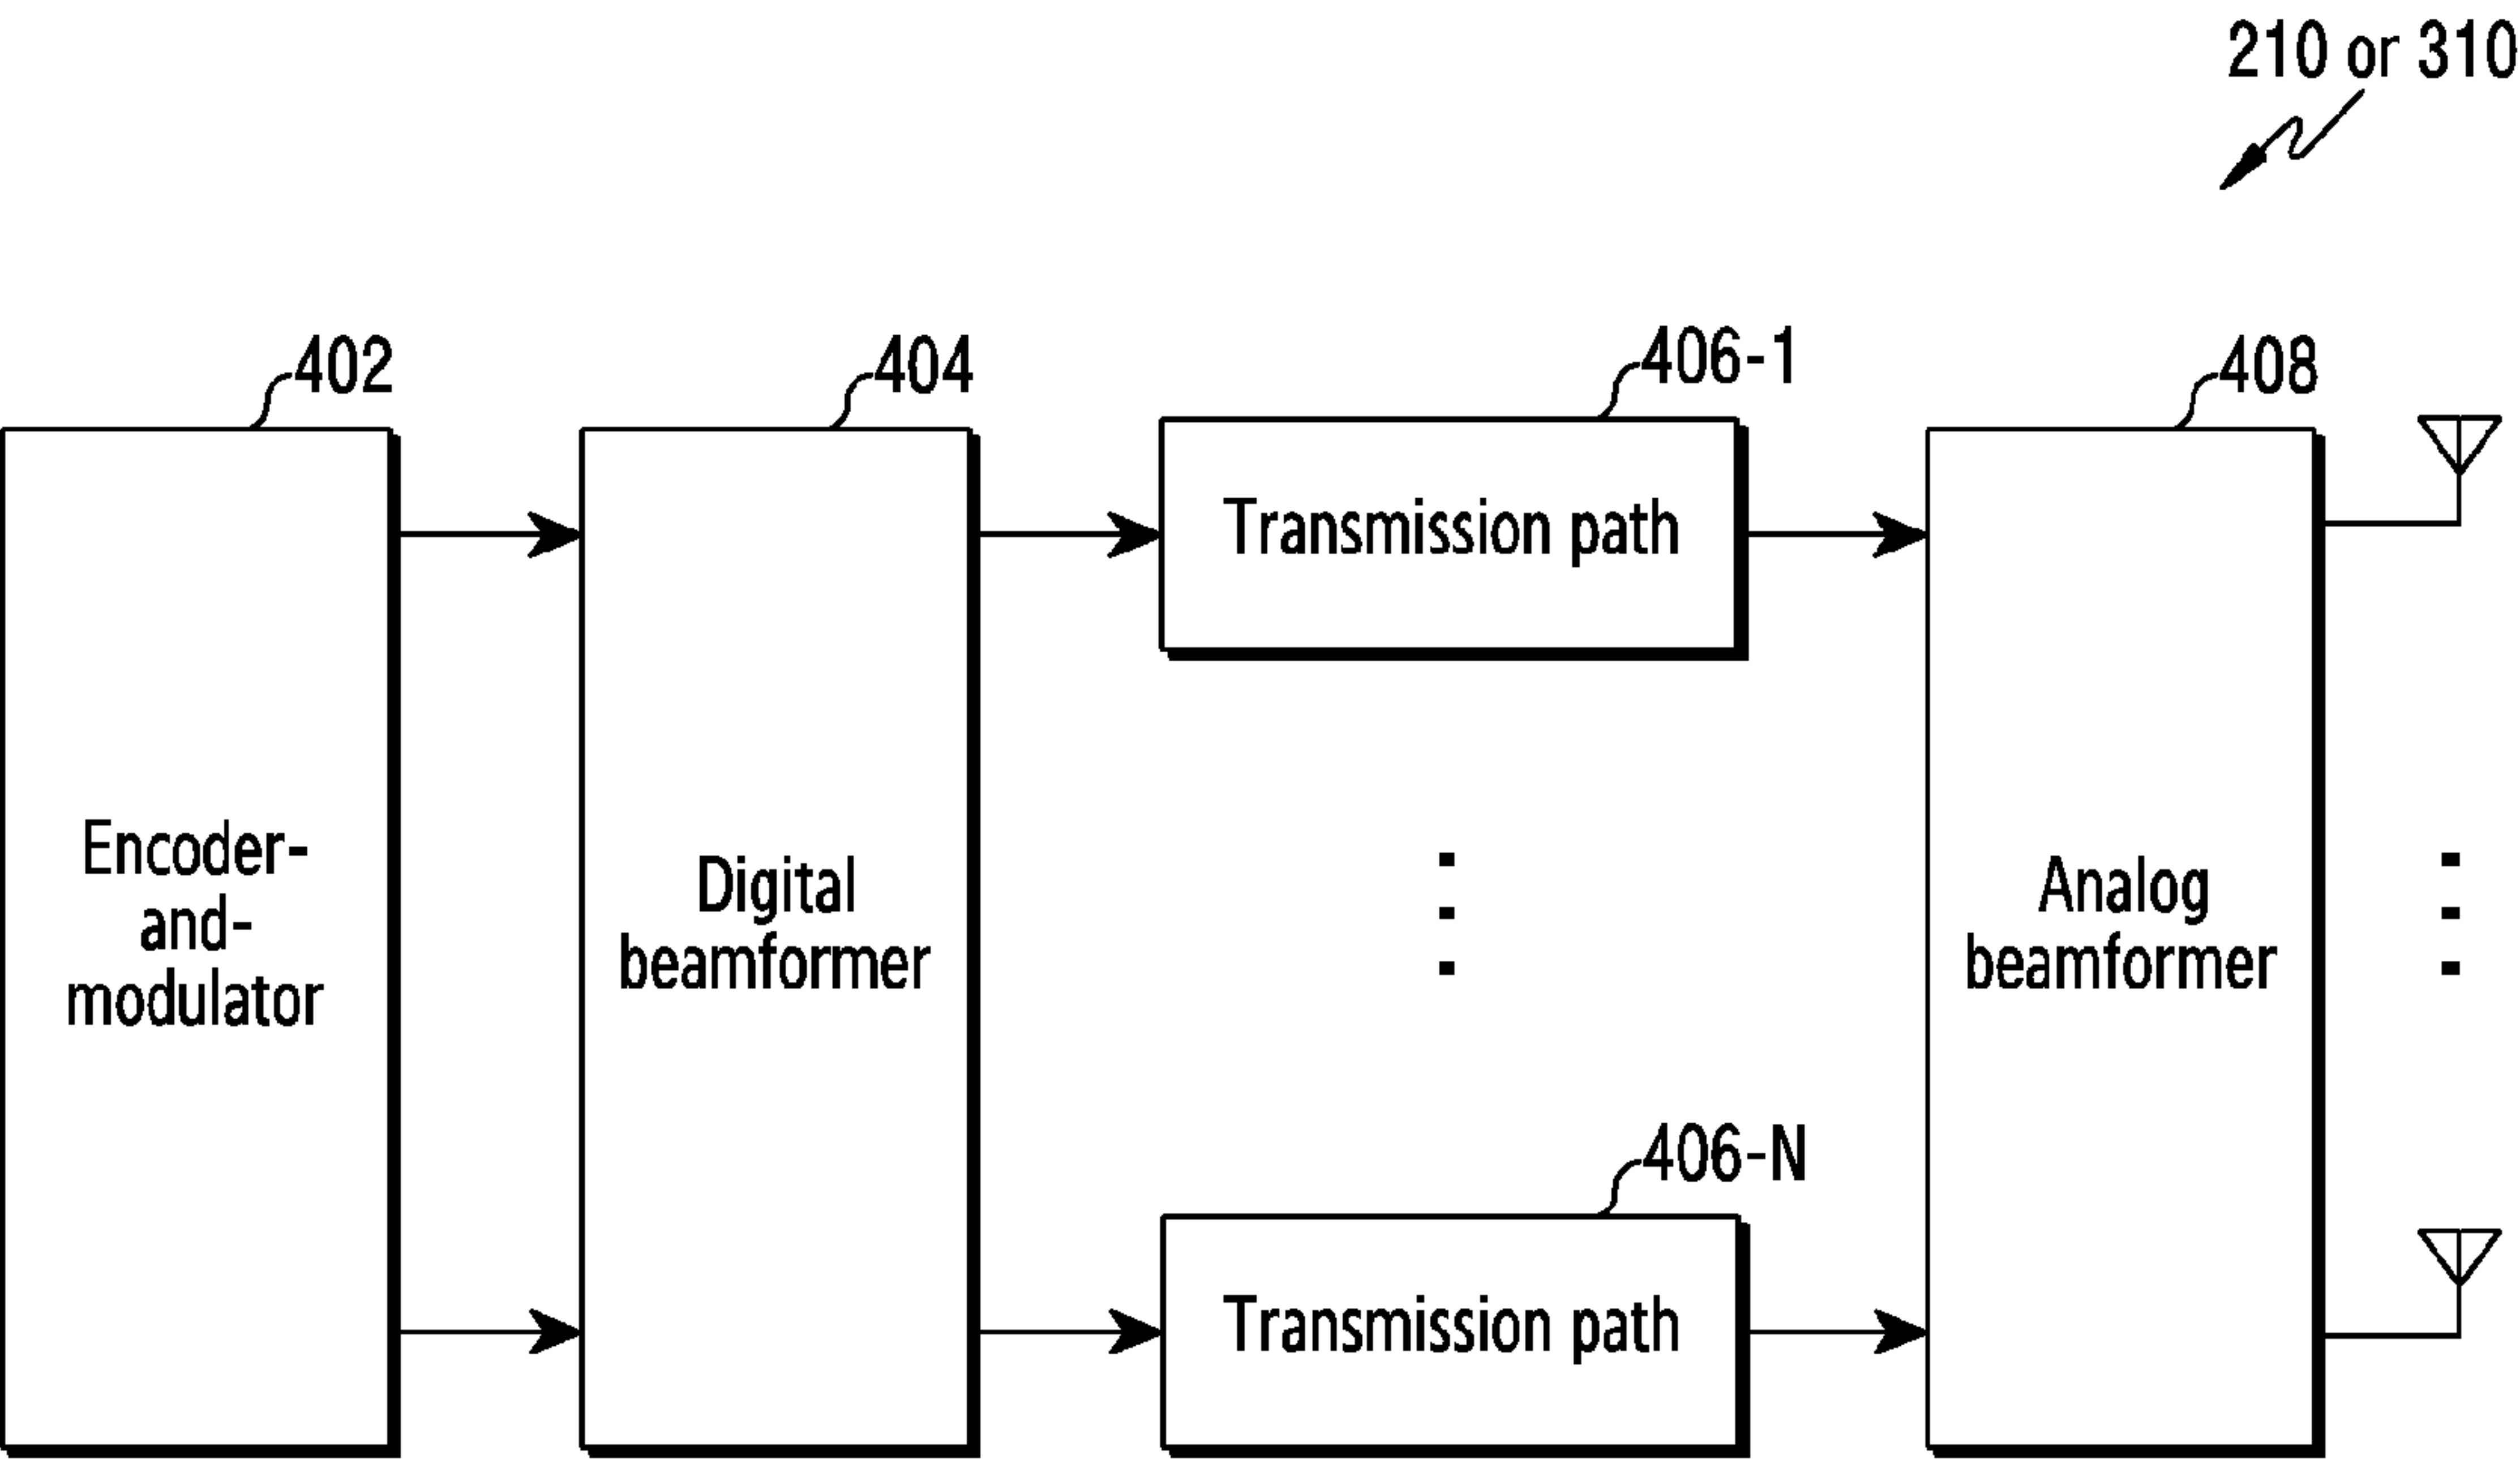 210 or 310
402
404
406-1
408
Transmission path
Encoder-
and-
modulator
Digital
beamformer
Analog
beamformer
406-N
Transmission path